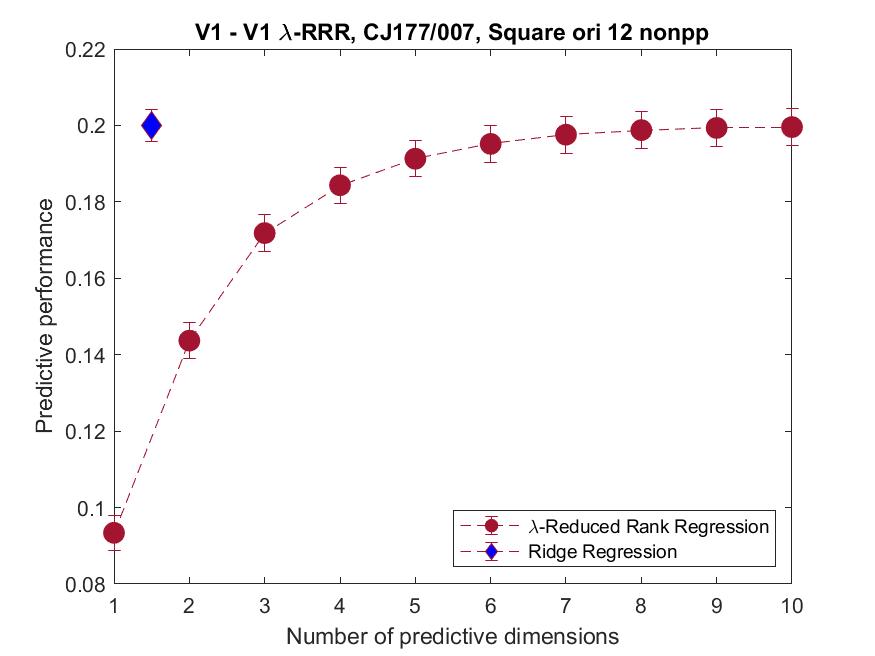 V1 - V1 λ-RRR, CJ177/007, Square ori 12 nonpp
0.22
0.2
0.18
0.16
0.14
0.12
0.1
0.08
Predictive performance
λ-Reduced Rank Regression
Ridge Regression
1 2 3 4 5 6 7 8 9 10
Number of predictive dimensions